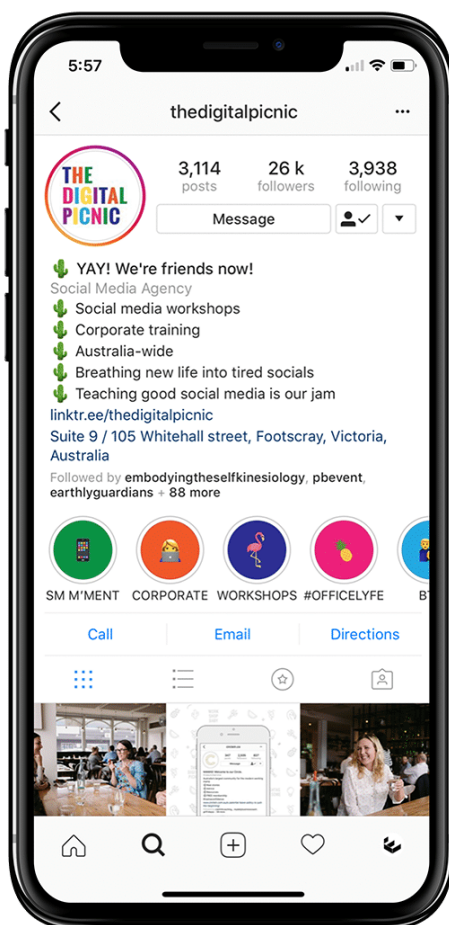 5:57
thedigitalpicnic
THE
DIGITAL
PICNIC
3,114 26 k 3,938
posts followers following
Message
🌵 YAY! We're friends now!
Social Media Agency
🌵 Social media workshops
🌵 Corporate training
🌵 Australia-wide
🌵 Breathing new life into tired socials
🌵 Teaching good social media is our jam
linktr.ee/thedigitalpicnic
Suite 9 / 105 Whitehall street, Footscray, Victoria,
Australia
Followed by embodyingtheselfkinesiology, pbevent,
earthlyguardians + 88 more
SM M'MENT CORPORATE WORKSHOPS #OFFICELYFE
Call Email Directions